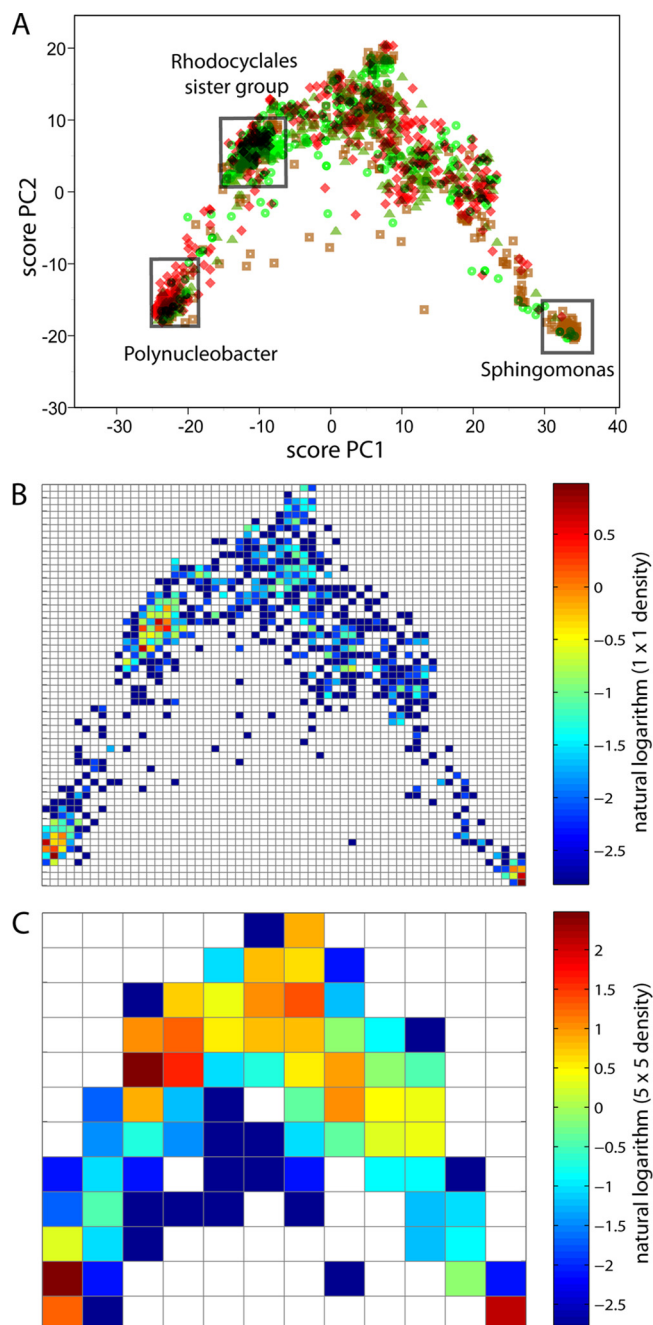 A
Rhodocyclales
sister group
Polynucleobacter
Sphingomonas
score PC2
20
10
0
-10
-20
-30
-30
-20
-10
0
10
20
30
40
score PC1
B
0.5
0
−0.5
−1
−1.5
−2
−2.5
natural logarithm (1 x 1 density)
C
2
1.5
1
0.5
0
−0.5
−1
−1.5
−2
−2.5
natural logarithm (5 x 5 density)